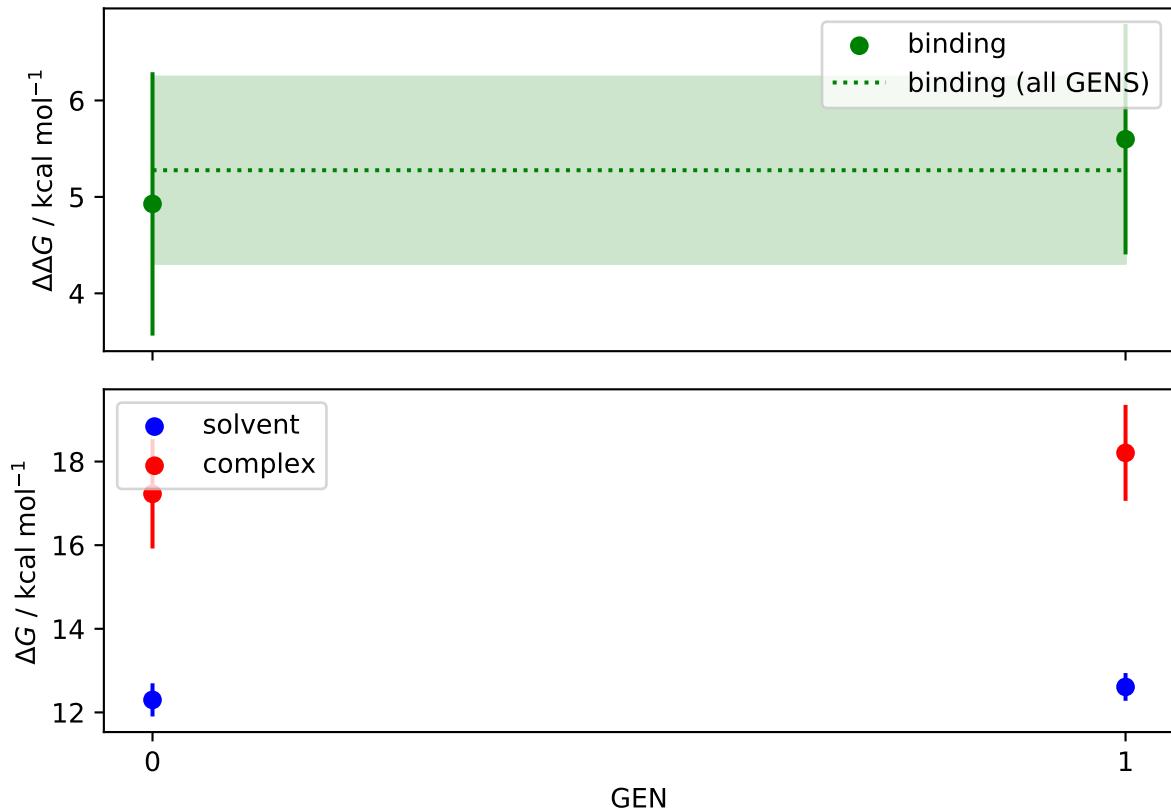 binding
binding (all GENS)
ΔΔG / kcal mol⁻¹
6
5
4
solvent
complex
ΔG / kcal mol⁻¹
18
16
14
12
0
1
GEN